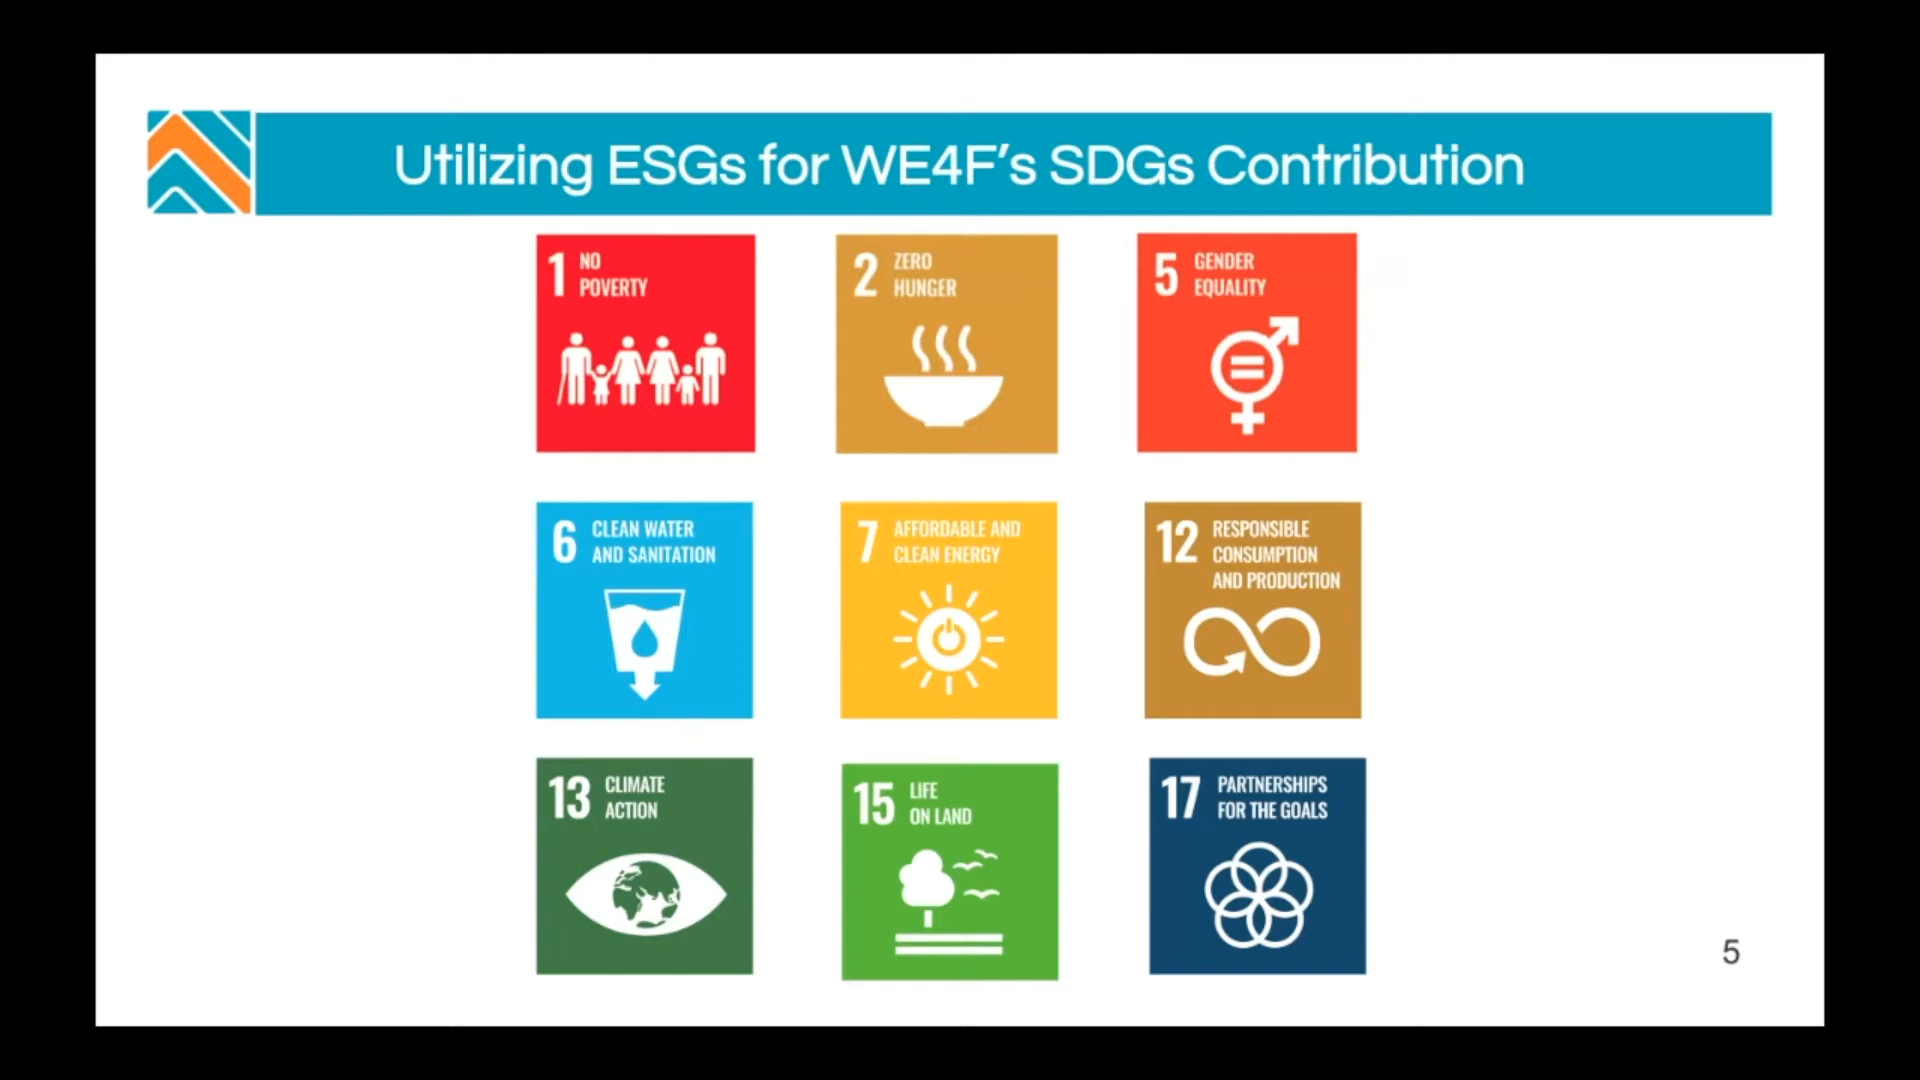 Utilizing ESGs for WE4F's SDGs Contribution
1 NO
POVERTY
2 ZERO
HUNGER
5 GENDER
EQUALITY
6 CLEAN WATER
AND SANITATION
7 AFFORDABLE AND
CLEAN ENERGY
12 RESPONSIBLE
CONSUMPTION
AND PRODUCTION
13 CLIMATE
ACTION
15 LIFE
ON LAND
17 PARTNERSHIPS
FOR THE GOALS
5